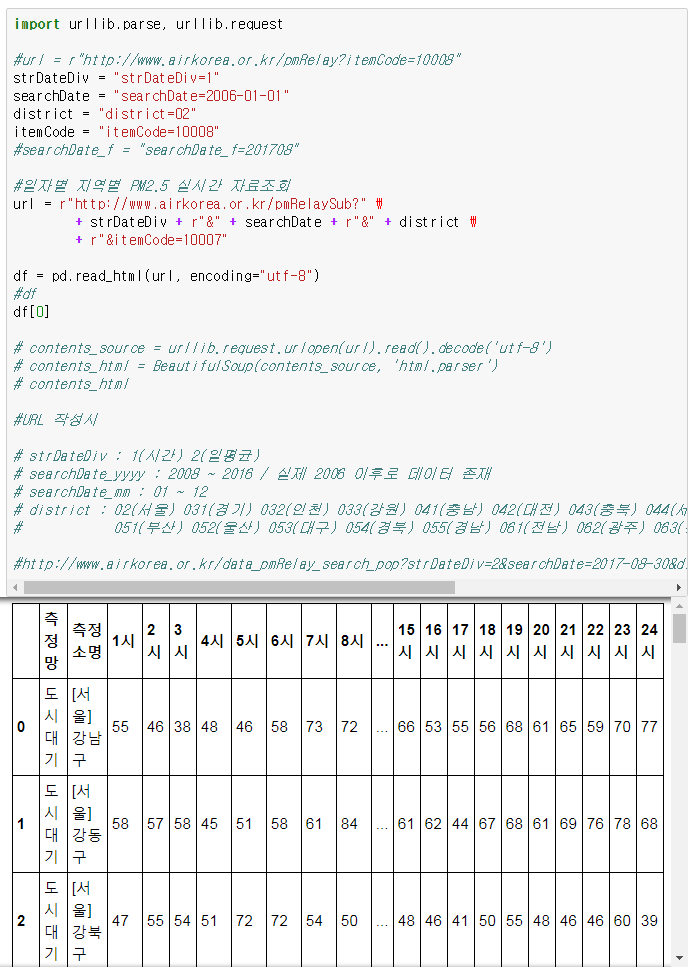 import urllib.parse, urllib.request
#url = r"http://www.airkorea.or.kr/pmRelay?itemCode=10008"
strDateDiv = "strDateDiv=1"
searchDate = "searchDate=2006-01-01"
district = "district=02"
itemCode = "itemCode=10008"
#searchDate_f = "searchDate_f=201708"
#일자별 지역별 PM2.5 실시간 자료조회
url = r"http://www.airkorea.or.kr/pmRelaySub?" ₩
+ strDateDiv + r"&" + searchDate + r"&" + district ₩
+ r"&itemCode=10007"
df = pd.read_html(url, encoding="utf-8")
#df
df[0]
# contents_source = urllib.request.urlopen(url).read().decode('utf-8')
# contents_html = BeautifulSoup(contents_source, 'html.parser')
# contents_html
#URL 작성시
# strDateDiv : 1(시간) 2(일평균)
# searchDate_yyyy : 2008 ~ 2016 / 실제 2006 이후로 데이터 존재
# searchDate_mm : 01 ~ 12
# district : 02(서울) 031(경기) 032(인천) 033(강원) 041(충남) 042(대전) 043(충북) 044(
# 051(부산) 052(울산) 053(대구) 054(경북) 055(경남) 061(전남) 062(광주) 063(
#http://www.airkorea.or.kr/data_pmRelay_search_pop?strDateDiv=2&searchDate=2017-08-30&d
측정망 측정소명 1시 2시 3시 4시 5시 6시 7시 8시 ... 15시 16시 17시 18시 19시 20시 21시 22시 23시 24시
0 도시대기 [서울]강남구 55 46 38 48 46 58 73 72 ... 66 53 55 56 68 61 65 59 70 77
1 도시대기 [서울]강동구 58 57 58 45 51 58 61 84 ... 61 62 44 67 68 61 69 76 78 68
2 도시대기 [서울]강북구 47 55 54 51 72 72 54 50 ... 48 46 41 50 55 48 46 46 60 39